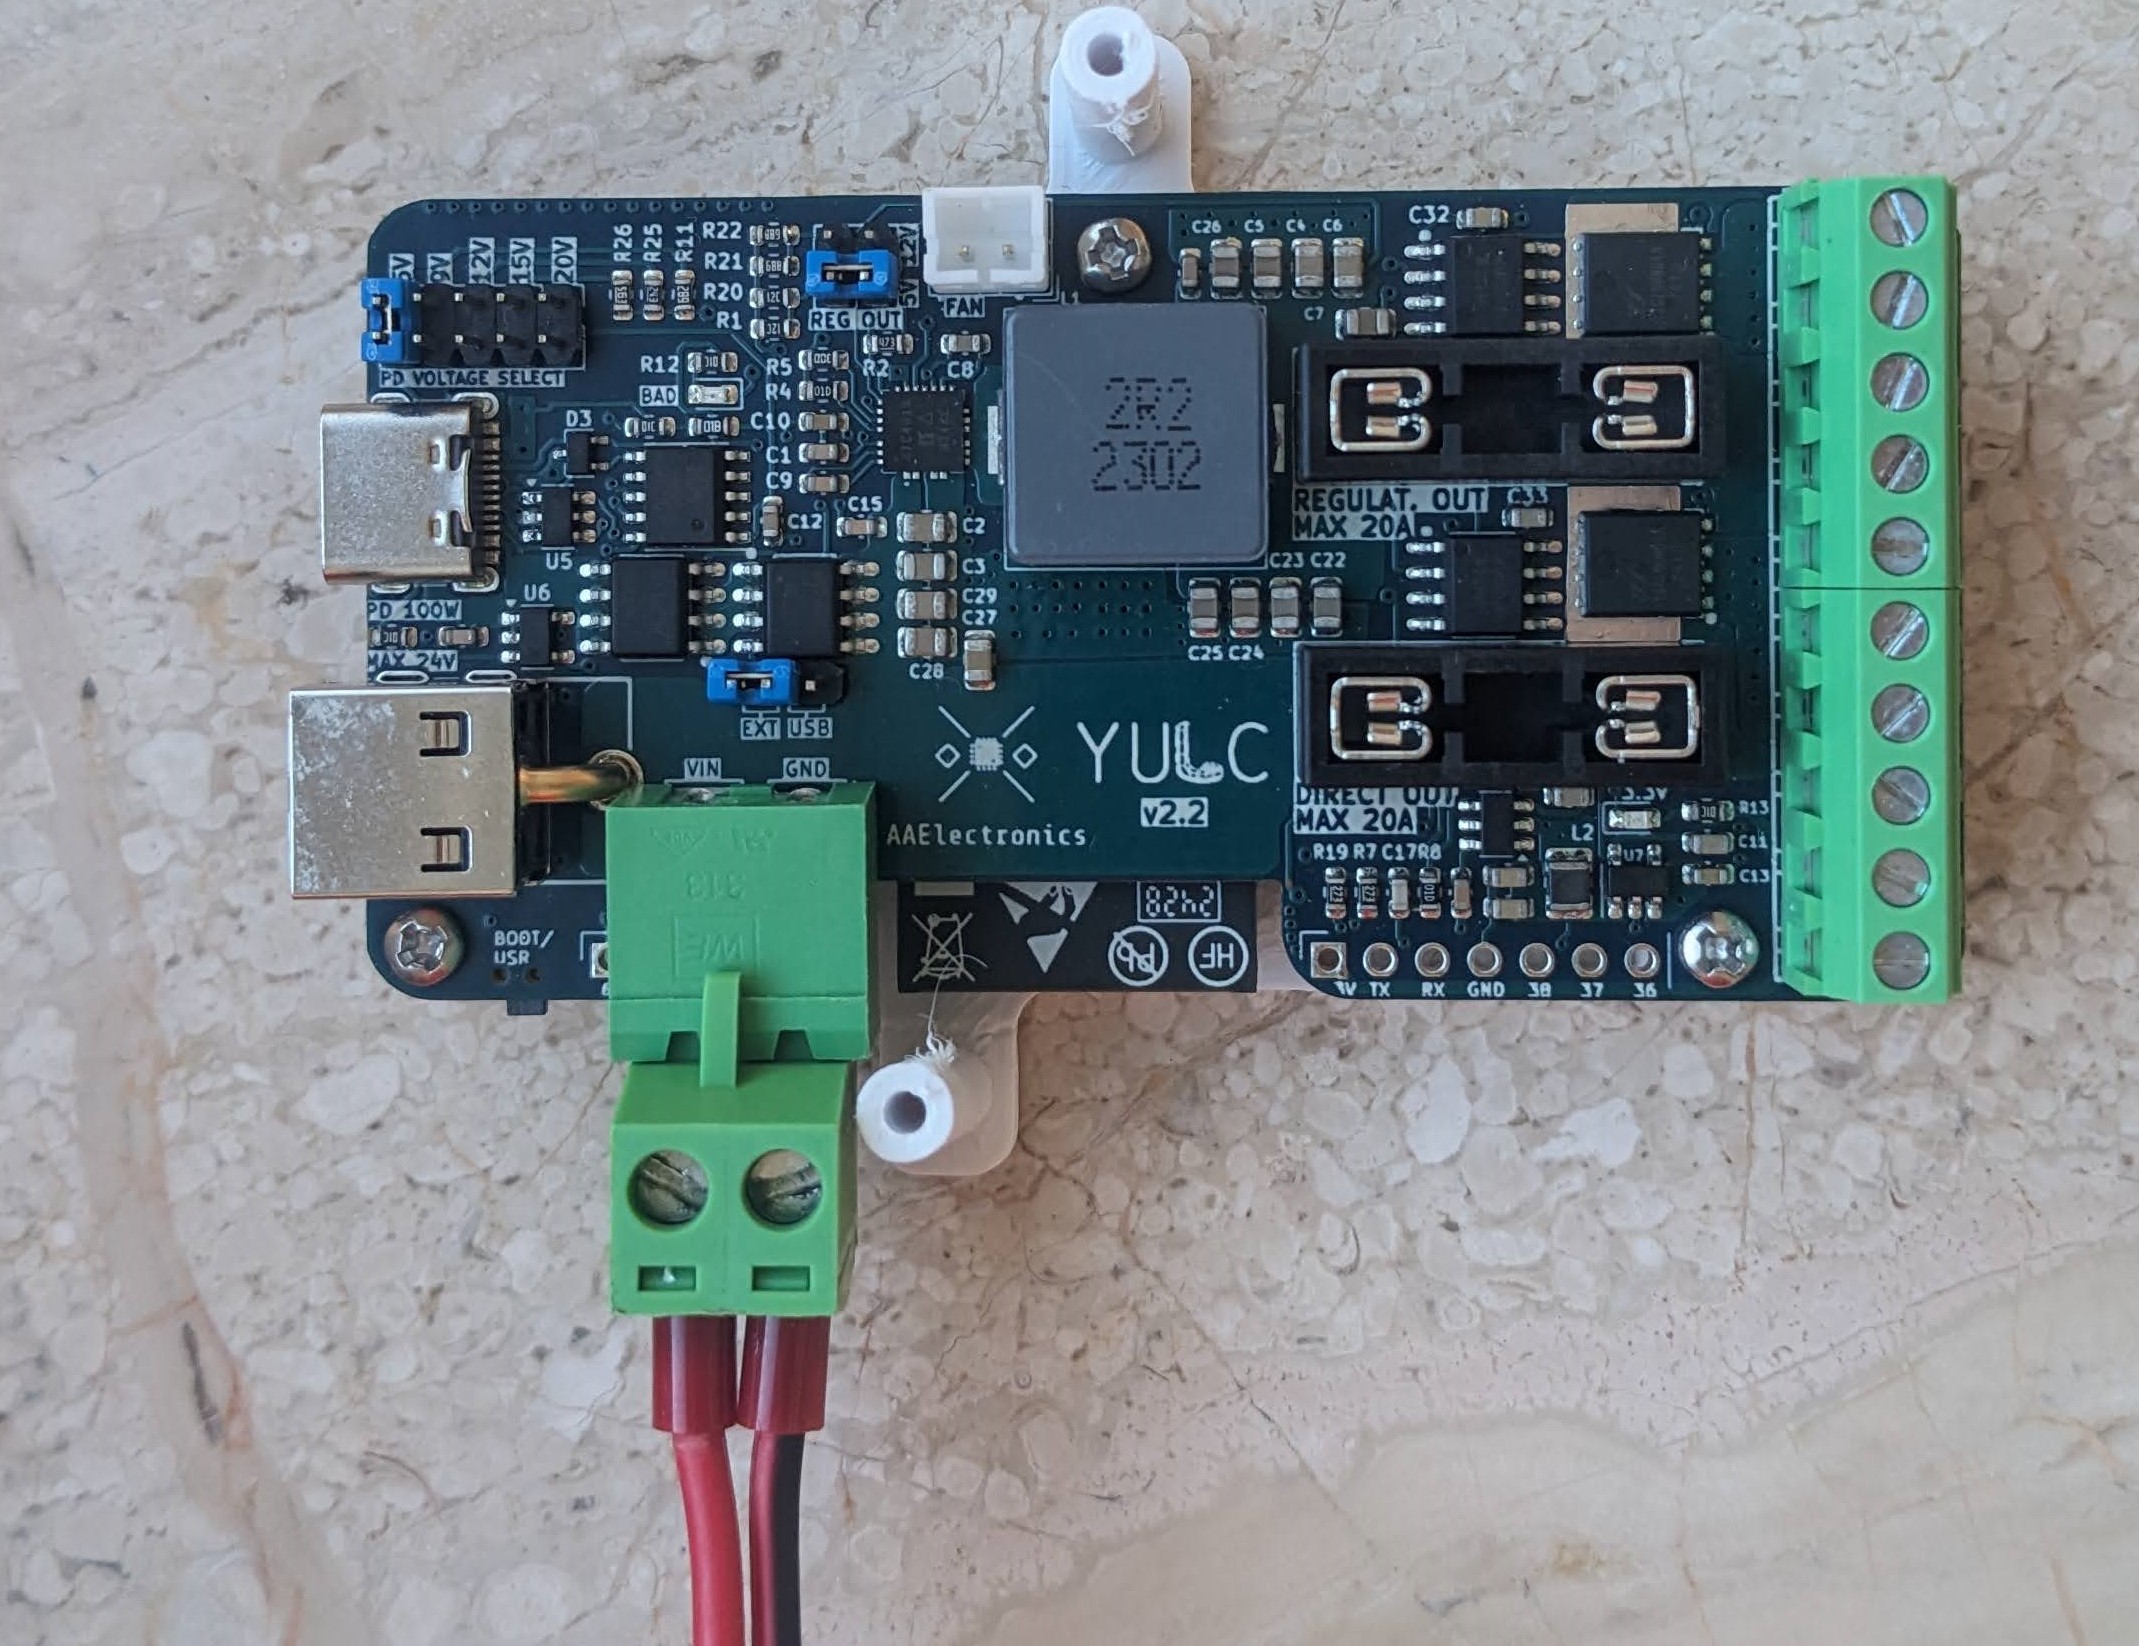 5V 9V 12V 15V 20V
PD VOLTAGE SELECT
R26 R25 R11
R22
R21
R20
R1
12V
5V
REG OUT
FAN
R12
BAD
R5
R4
R2
C8
C10
C1
C9
D3
C12
C15
U5
U6
C2
C3
C29
C27
C28
PD 100W
MAX 24V
EXT USB
VIN GND
2R2
2302
C26 C5 C4 C6
C7
C32
REGULAT. OUT
MAX 20A
C33
C23 C22
C25 C24
YULC
v2.2
AAElectronics
DIRECT OUT
MAX 20A
3.3V
R13
C11
C13
L2
U7
R19 R7 C17 R8
BOOT/
USR
313
WE
2428
Pb
HF
3V TX RX GND 38 37 36